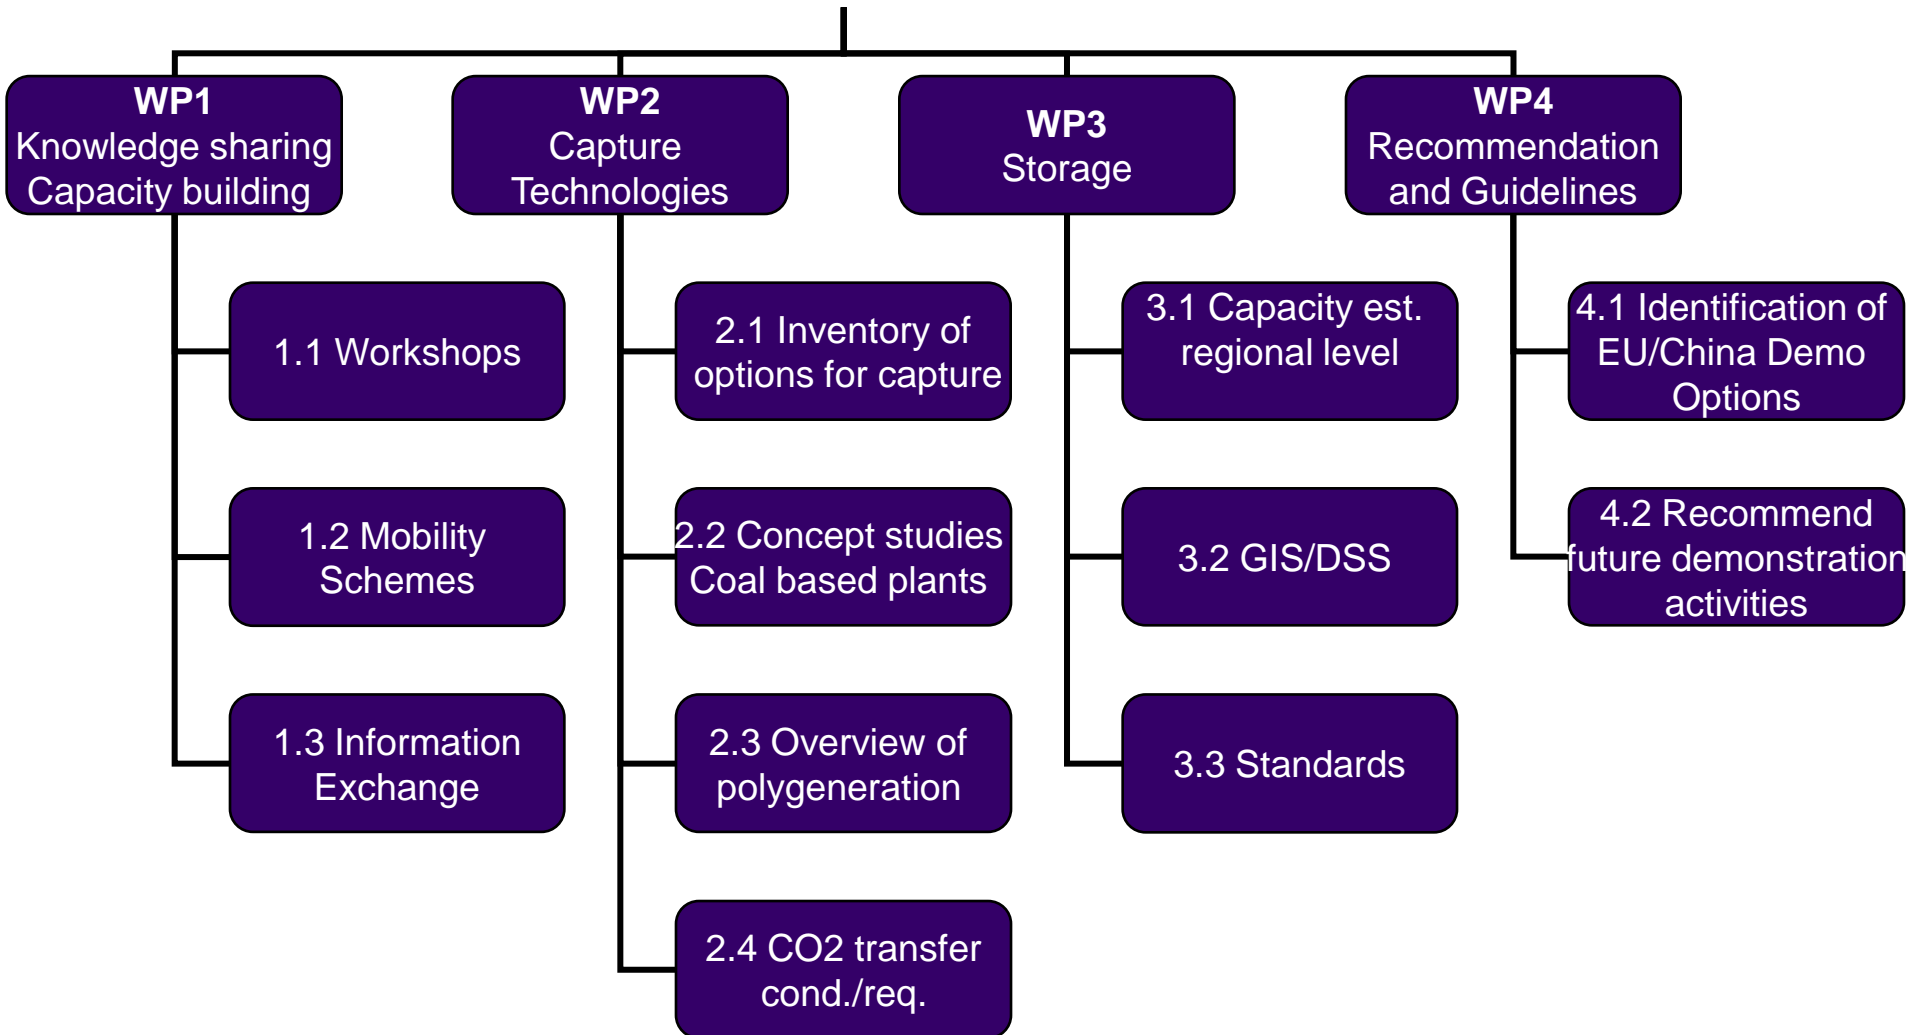 WP1
Knowledge sharing
Capacity building
WP2
Capture
Technologies
WP3
Storage
WP4
Recommendation
and Guidelines
1.1 Workshops
1.2 Mobility
Schemes
1.3 Information
Exchange
2.1 Inventory of
options for capture
2.2 Concept studies
Coal based plants
2.3 Overview of
polygeneration
2.4 CO2 transfer
cond./req.
3.1 Capacity est.
regional level
3.2 GIS/DSS
3.3 Standards
4.1 Identification of
EU/China Demo
Options
4.2 Recommend
future demonstration
activities